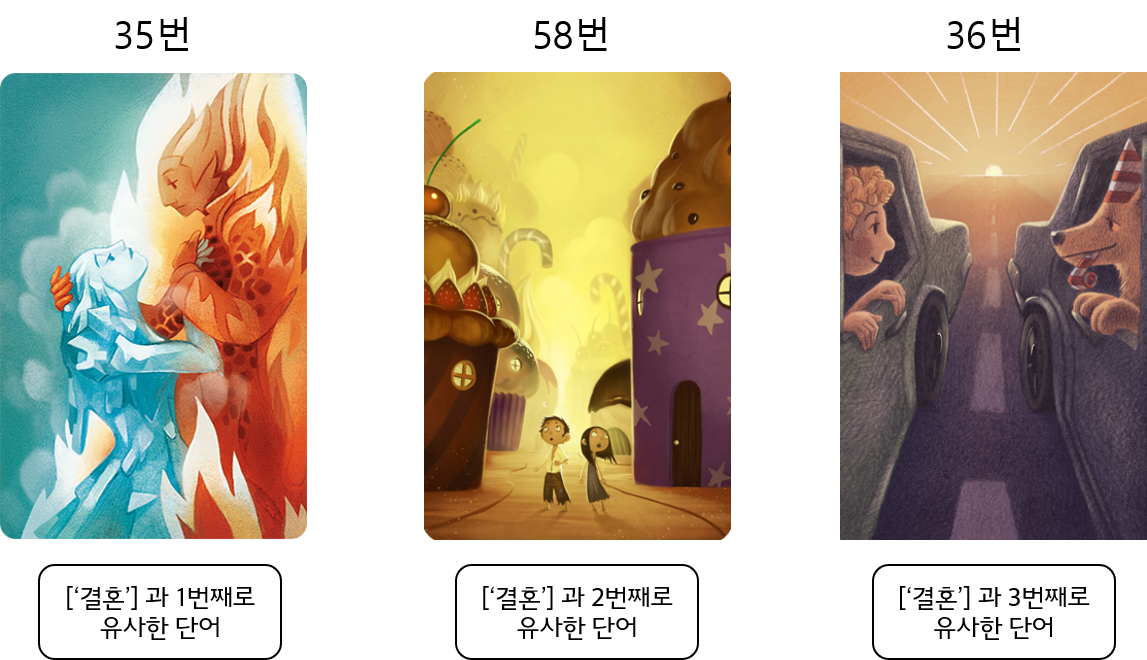 35번
58번
36번
[‘결혼’] 과 1번째로
유사한 단어
[‘결혼’] 과 2번째로
유사한 단어
[‘결혼’] 과 3번째로
유사한 단어